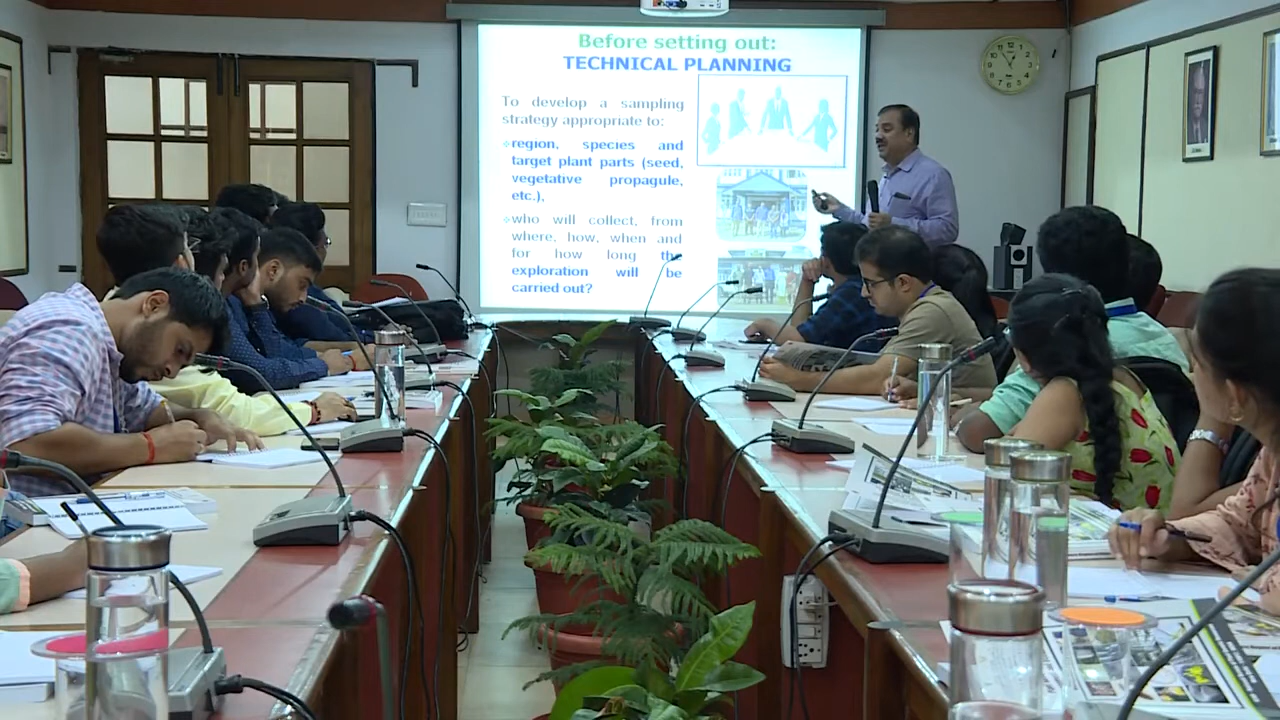 Before setting out:
TECHNICAL PLANNING
To develop a sampling
strategy appropriate to:
region, species and
target plant parts (seed,
vegetative propagule,
etc.),
who will collect, from
where, how, when and
for how long the
exploration will be
carried out?